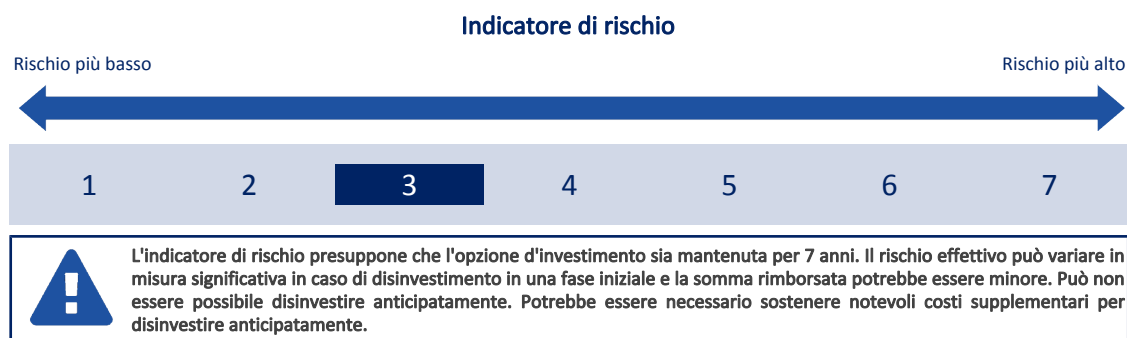 Indicatore di rischio
Rischio più basso
Rischio più alto
1 2 3 4 5 6 7
L'indicatore di rischio presuppone che l'opzione d'investimento sia mantenuta per 7 anni. Il rischio effettivo può variare in
misura significativa in caso di disinvestimento in una fase iniziale e la somma rimborsata potrebbe essere minore. Può non
essere possibile disinvestire anticipatamente. Potrebbe essere necessario sostenere notevoli costi supplementari per
disinvestire anticipatamente.